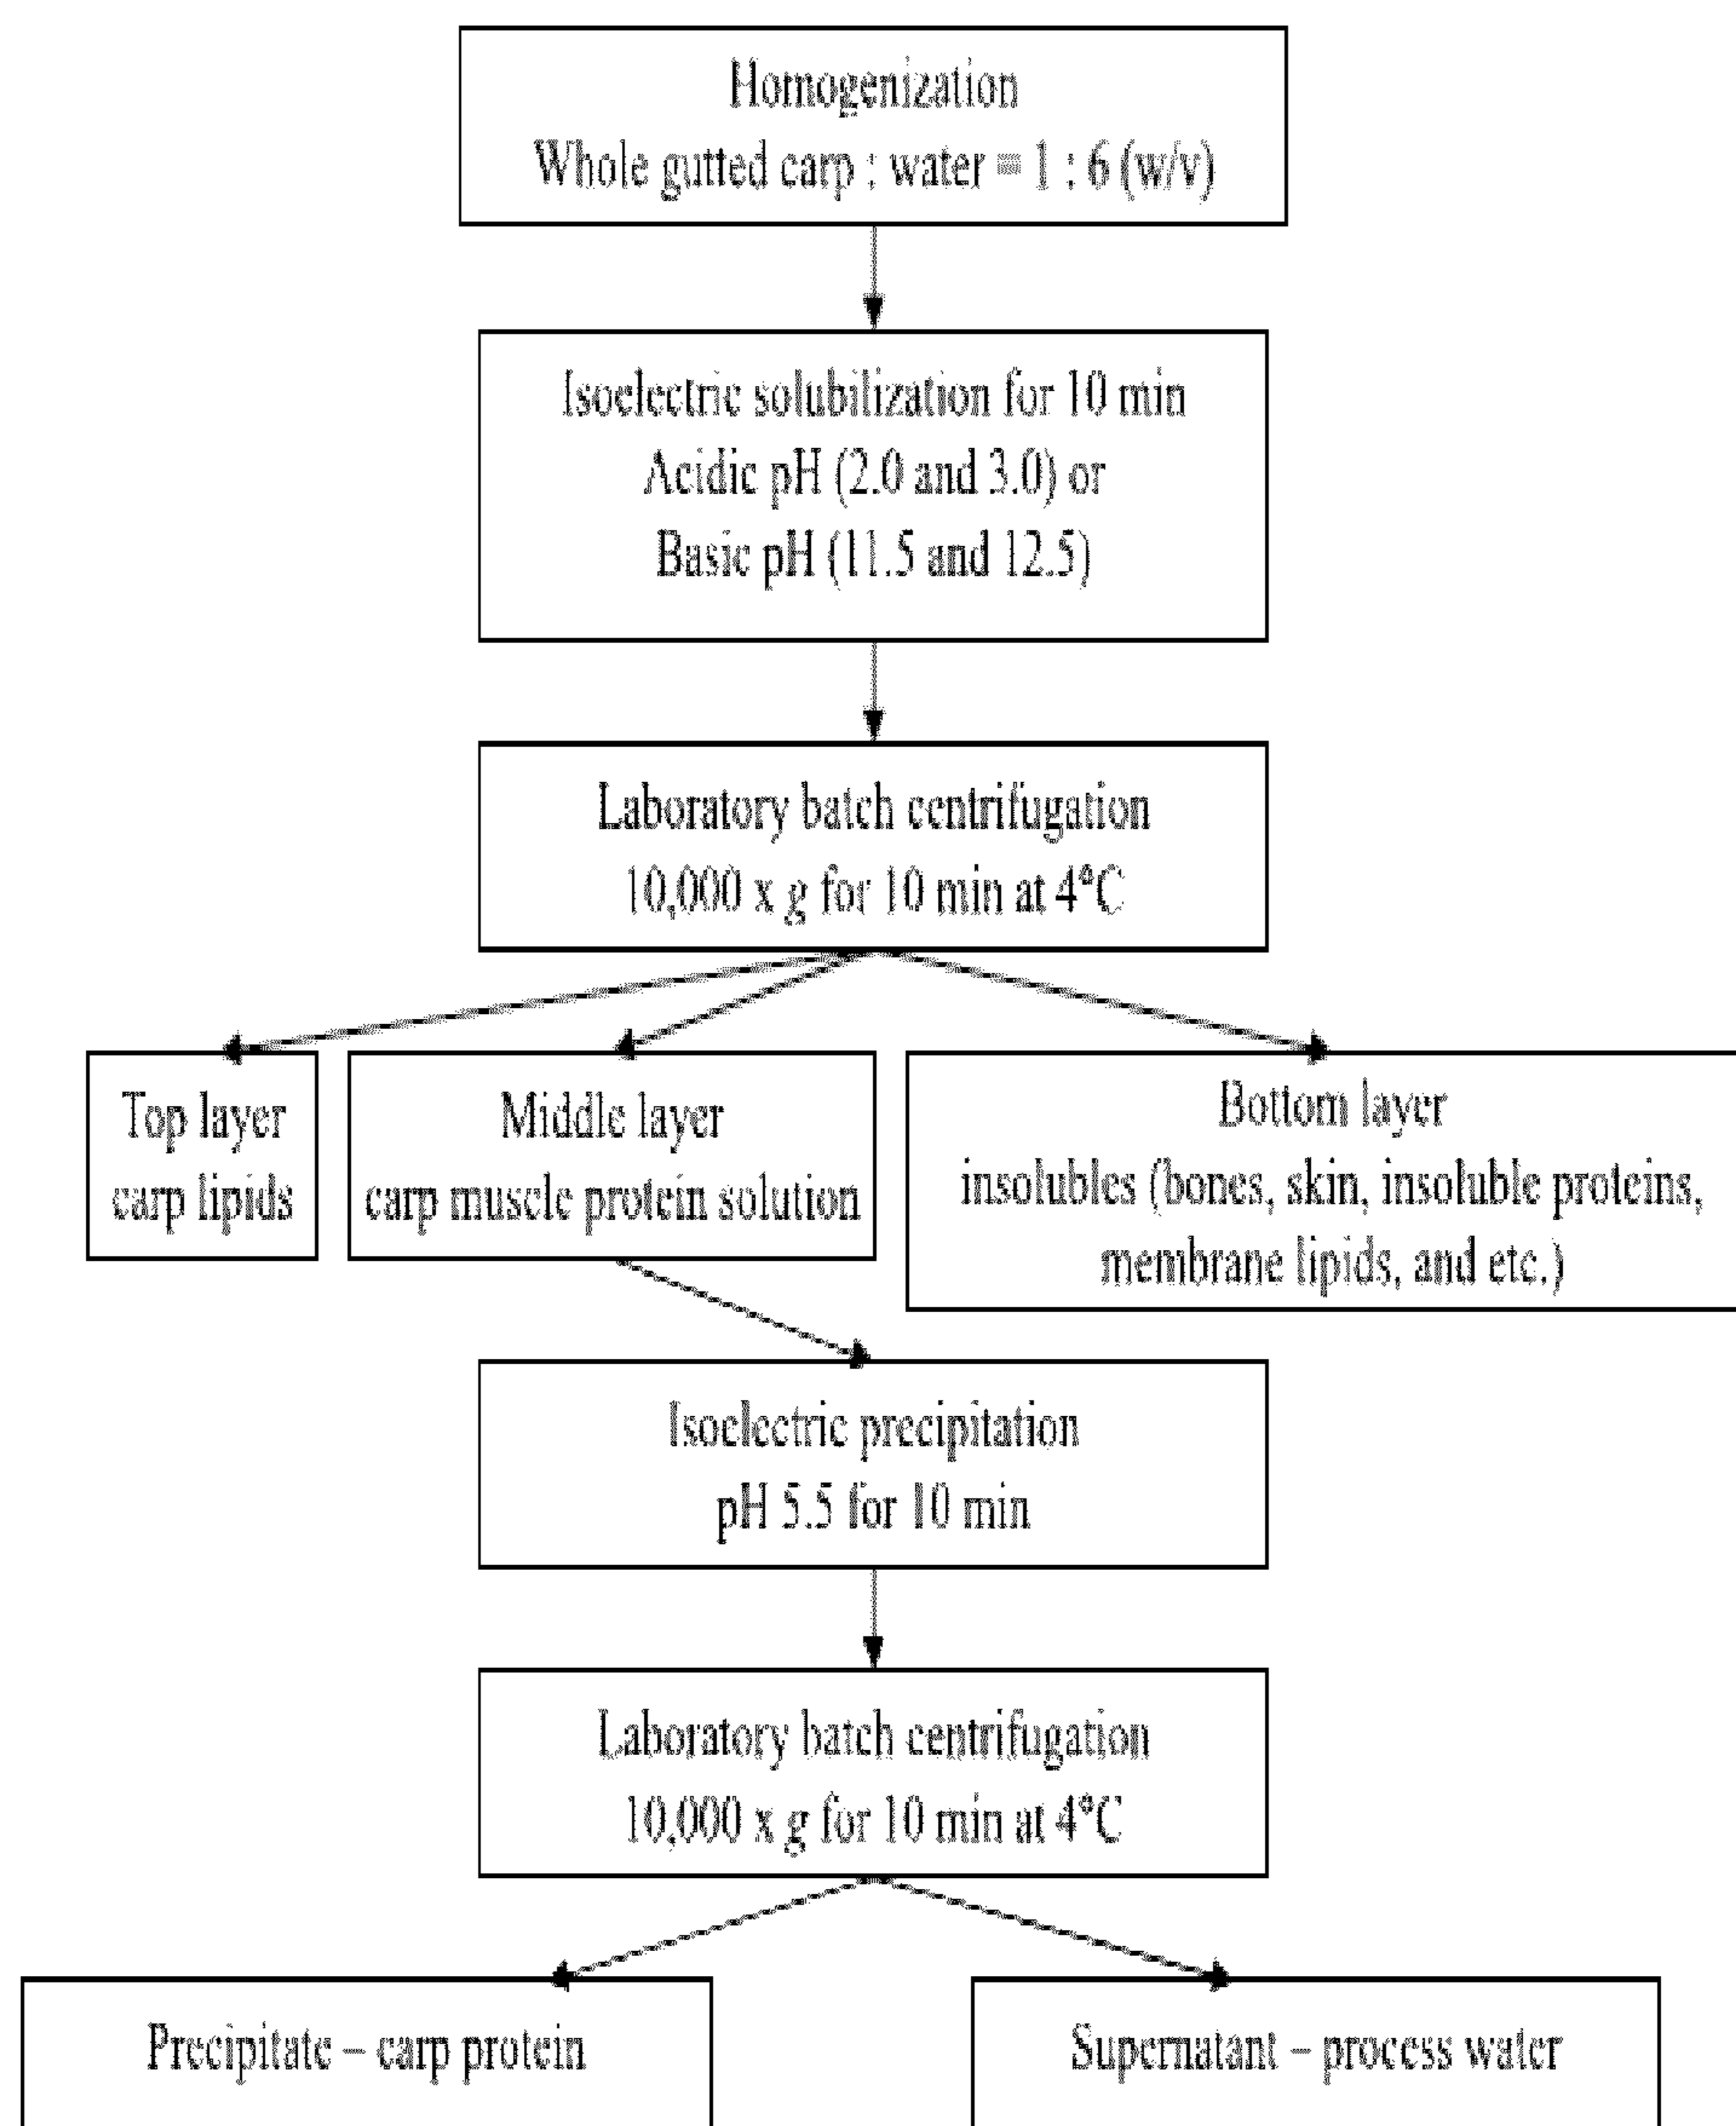 Homogenization
Whole gutted carp : water = 1 : 6 (w/v)
Isoelectric solubilization for 10 min
Acidic pH (2.0 and 3.0) or
Basic pH (11.5 and 12.5)
Laboratory batch centrifugation
10,000 x g for 10 min at 4°C
Top layer
carp lipids
Middle layer
carp muscle protein solution
Bottom layer
insolubles (bones, skin, insoluble proteins,
membrane lipids, and etc.)
Isoelectric precipitation
pH 5.5 for 10 min
Laboratory batch centrifugation
10,000 x g for 10 min at 4°C
Precipitate – carp protein
Supernatant – process water